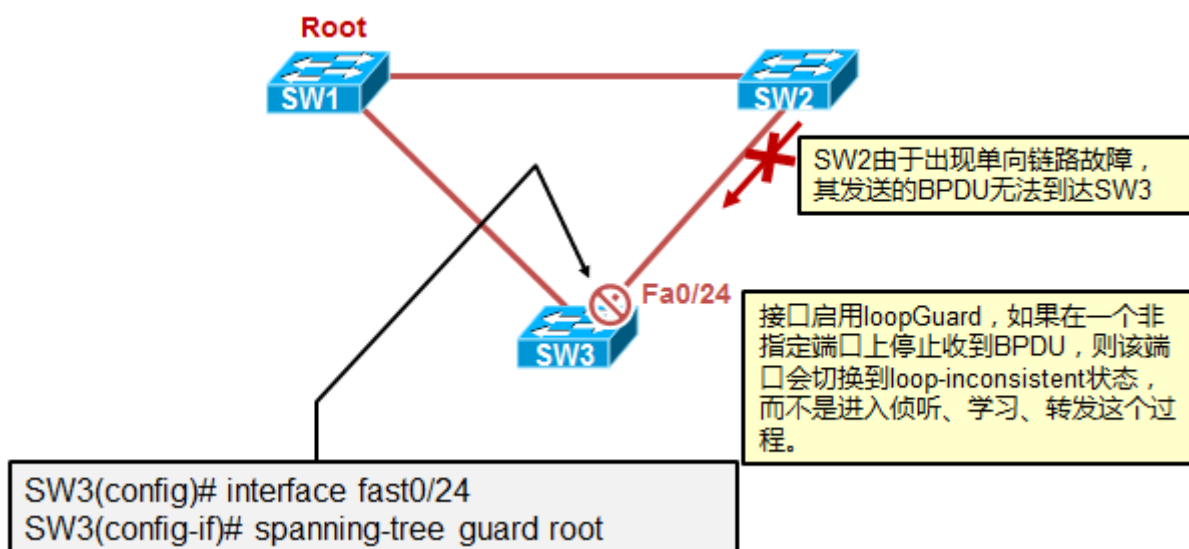 Root
SW1
SW2
SW2由于出现单向链路故障，
其发送的BPDU无法到达SW3
Fa0/24
SW3
接口启用loopGuard，如果在一个非
指定端口上停止收到BPDU，则该端
口会切换到loop-inconsistent状态，
而不是进入侦听、学习、转发这个过
程。
SW3(config)# interface fast0/24
SW3(config-if)# spanning-tree guard root